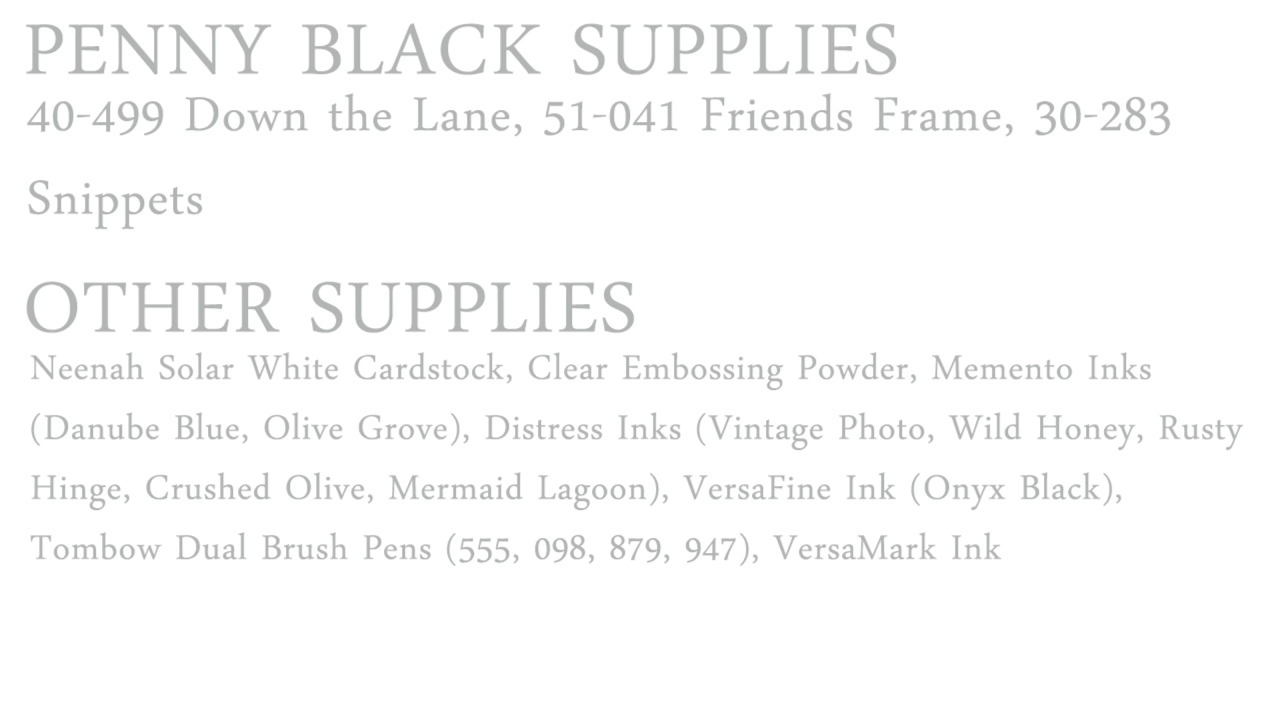 PENNY BLACK SUPPLIES
40-499 Down the Lane, 51-041 Friends Frame, 30-283
Snippets
OTHER SUPPLIES
Neenah Solar White Cardstock, Clear Embossing Powder, Memento Inks
(Danube Blue, Olive Grove), Distress Inks (Vintage Photo, Wild Honey, Rusty
Hinge, Crushed Olive, Mermaid Lagoon), VersaFine Ink (Onyx Black),
Tombow Dual Brush Pens (555, 098, 879, 947), VersaMark Ink